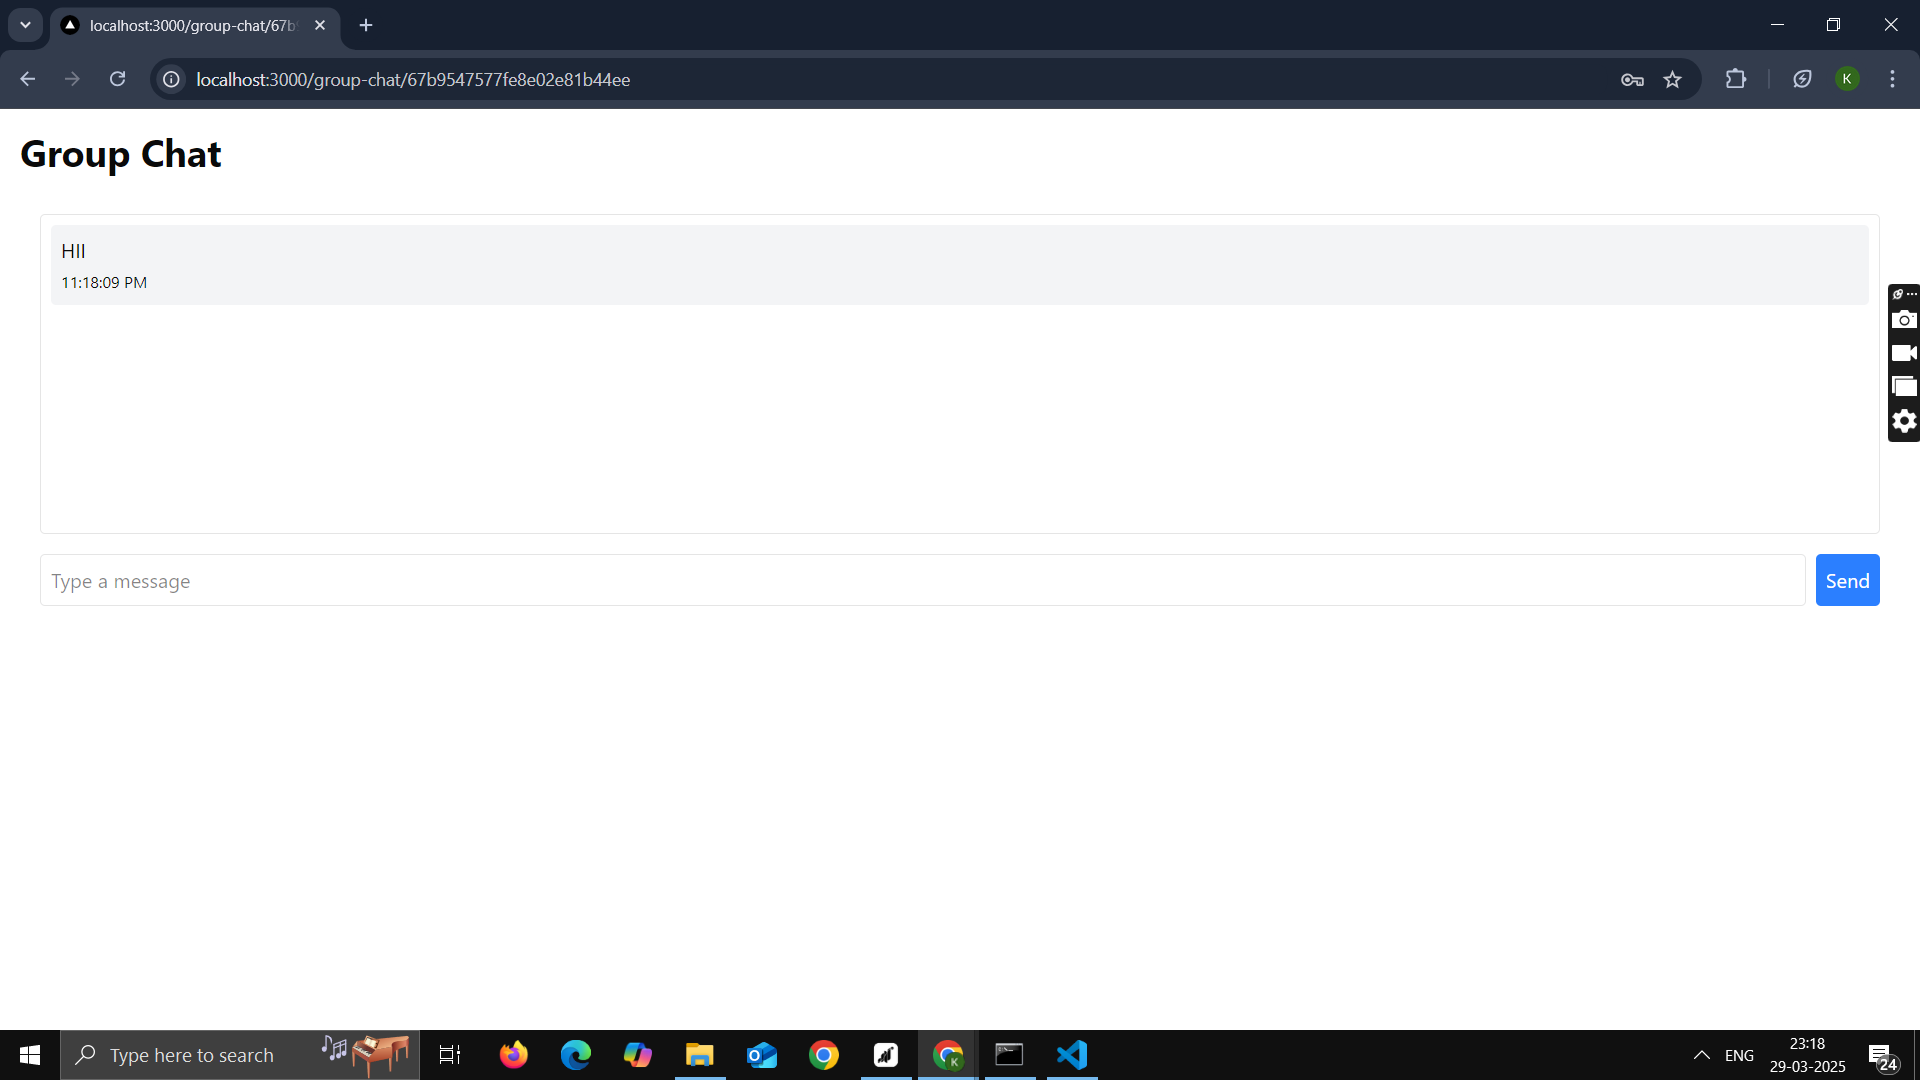 localhost:3000/group-chat/67b
localhost:3000/group-chat/67b9547577fe8e02e81b44ee
K
Group Chat
HII
11:18:09 PM
Type a message
Send
Type here to search
K
ENG
23:18
29-03-2025
24